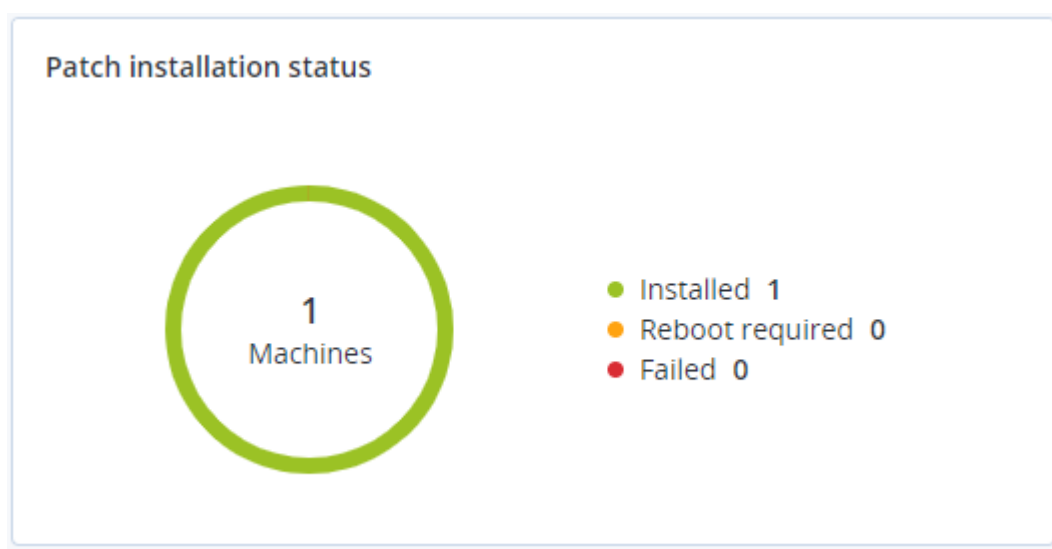 Patch installation status
1
Machines
Installed 1
Reboot required 0
Failed 0